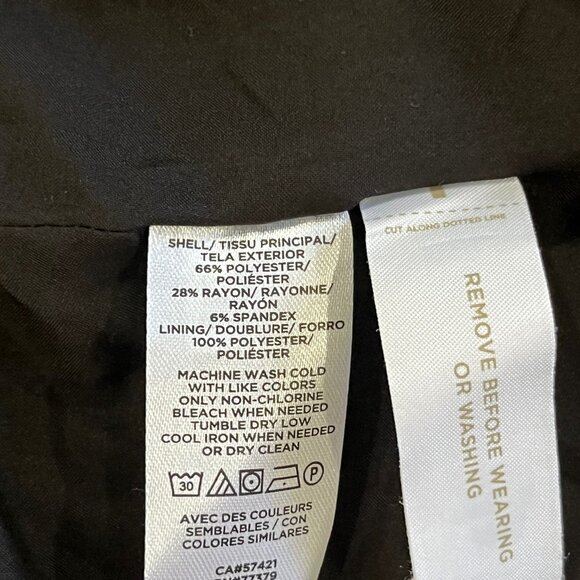 SHELL/ TISSU PRINCIPAL/
TELA EXTERIOR
66% POLYESTER/
POLIÉSTER
28% RAYON/ RAYONNE/
RAYÓN
6% SPANDEX
LINING/ DOUBLURE/ FORRO
100% POLYESTER/
POLIÉSTER
MACHINE WASH COLD
WITH LIKE COLORS
ONLY NON-CHLORINE
BLEACH WHEN NEEDED
TUMBLE DRY LOW
COOL IRON WHEN NEEDED
OR DRY CLEAN
30 P
AVEC DES COULEURS
SEMBLABLES / CON
COLORES SIMILARES
CA#57421
RN#77379
CUT ALONG DOTTED LINE
REMOVE BEFORE WEARING
OR WASHING